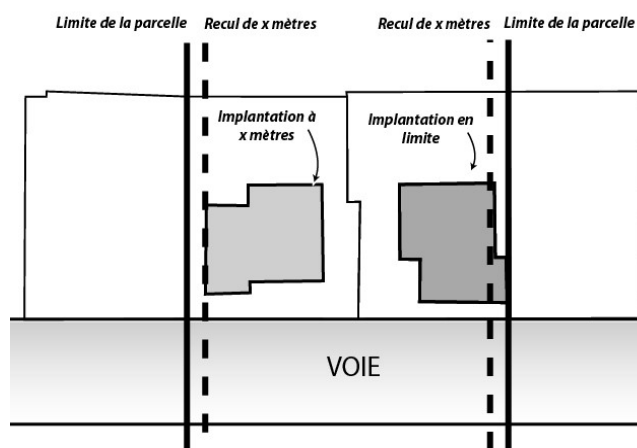 Limite de la parcelle
Recul de x mètres
Recul de x mètres
Limite de la parcelle
Implantation à
x mètres
Implantation en
limite
VOIE